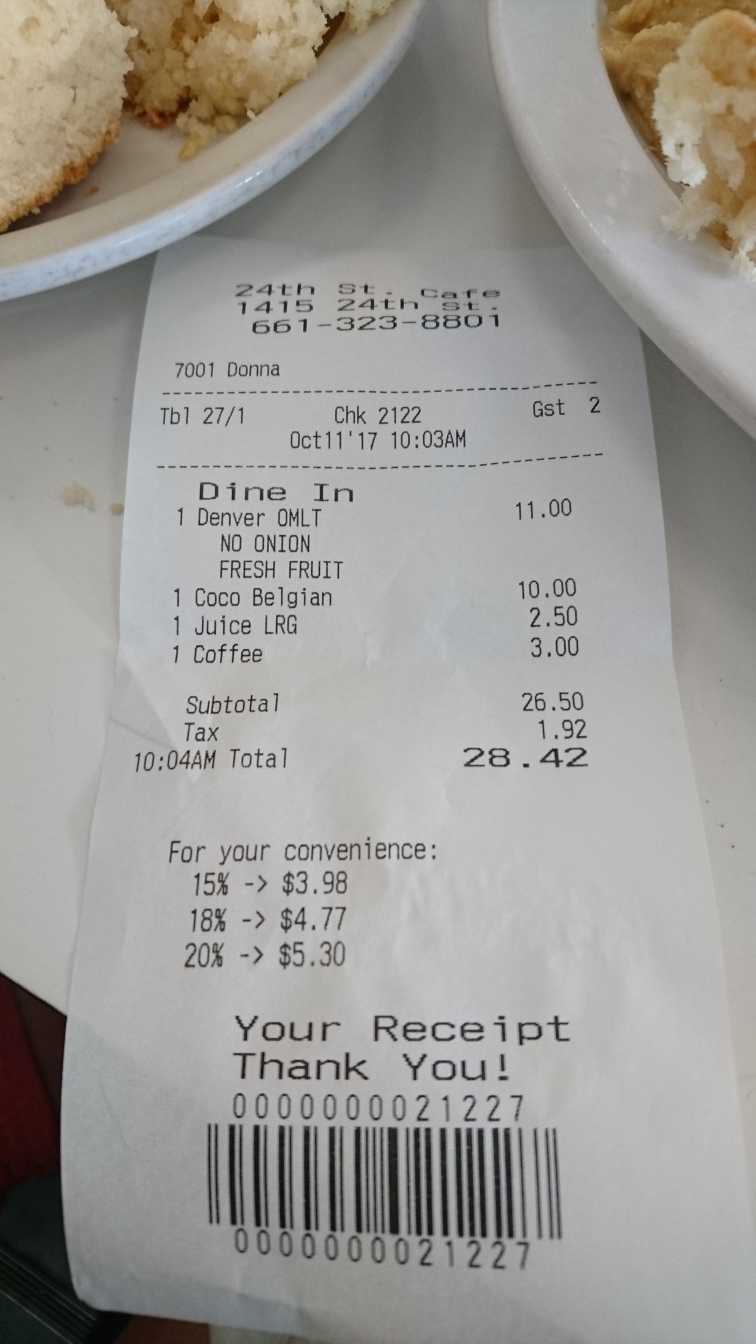 24th St. Cafe
1415 24th St.
661-323-8801
7001 Donna
Tbl 27/1 Chk 2122 Gst 2
Oct11'17 10:03AM
Dine In
1 Denver OMLT 11.00
NO ONION
FRESH FRUIT
1 Coco Belgian 10.00
1 Juice LRG 2.50
1 Coffee 3.00
Subtotal 26.50
Tax 1.92
10:04AM Total 28.42
For your convenience:
15% -> $3.98
18% -> $4.77
20% -> $5.30
Your Receipt
Thank You!
0000000021227
0000000021227